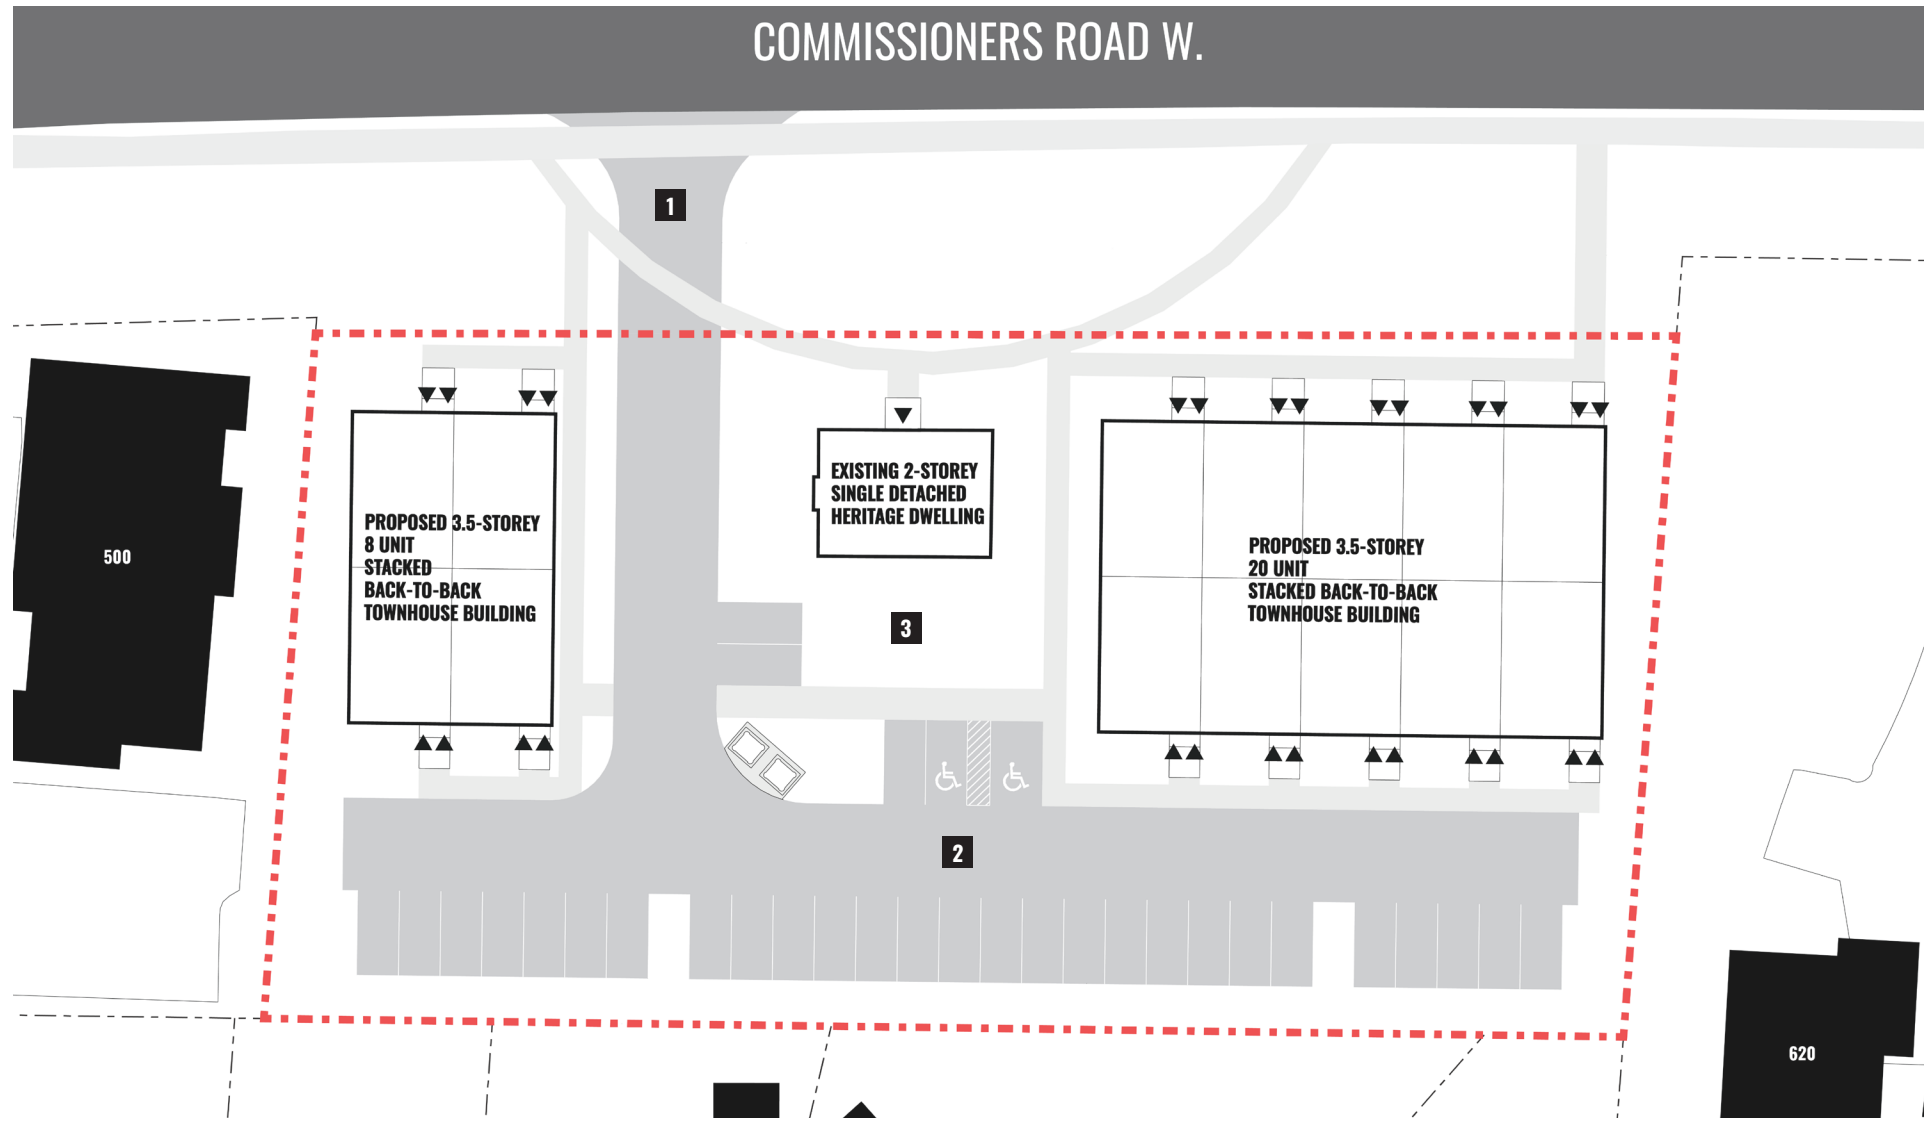 COMMISSIONERS ROAD W.
1
EXISTING 2-STOREY
SINGLE DETACHED
HERITAGE DWELLING
PROPOSED 3.5-STOREY
8 UNIT
STACKED
BACK-TO-BACK
TOWNHOUSE BUILDING
500
PROPOSED 3.5-STOREY
20 UNIT
STACKED BACK-TO-BACK
TOWNHOUSE BUILDING
3
2
620